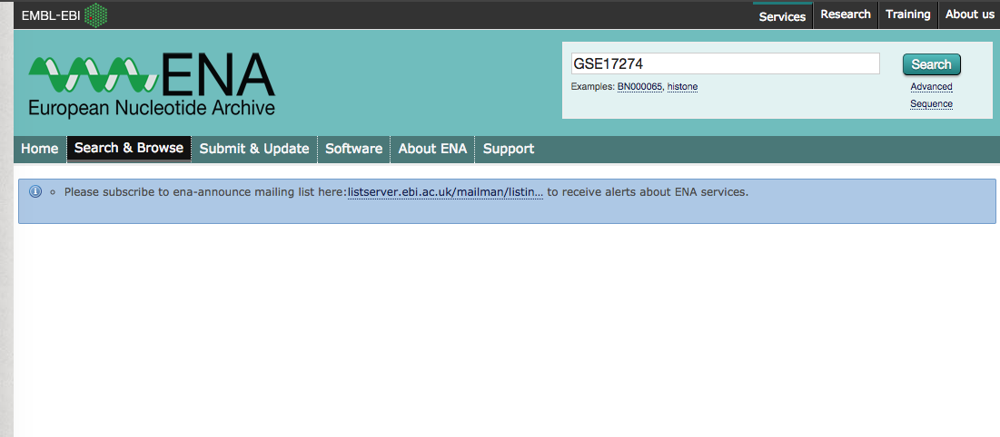 EMBL-EBI
Services
Research
Training
About us
ENA
European Nucleotide Archive
GSE17274
Search
Examples: BN000065, histone
Advanced
Sequence
Home
Search & Browse
Submit & Update
Software
About ENA
Support
Please subscribe to ena-announce mailing list here:listserver.ebi.ac.uk/mailman/listin... to receive alerts about ENA services.